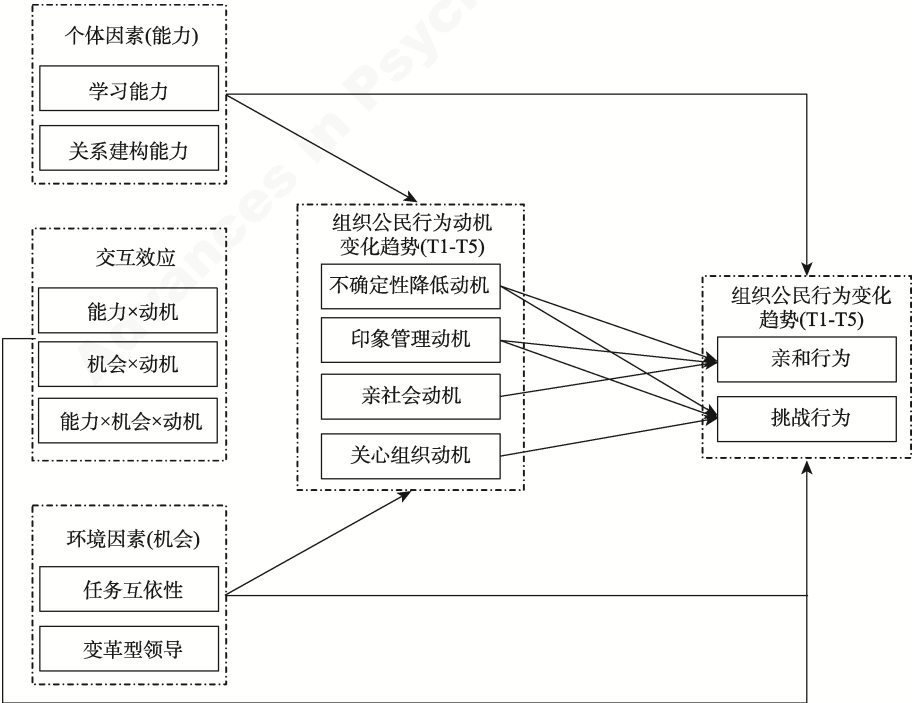 Advances in Psych
个体因素(能力)
学习能力
关系建构能力
交互效应
能力×动机
机会×动机
能力×机会×动机
环境因素(机会)
任务互依性
变革型领导
组织公民行为动机
变化趋势(T1-T5)
不确定性降低动机
印象管理动机
亲社会动机
关心组织动机
组织公民行为变化
趋势(T1-T5)
亲和行为
挑战行为